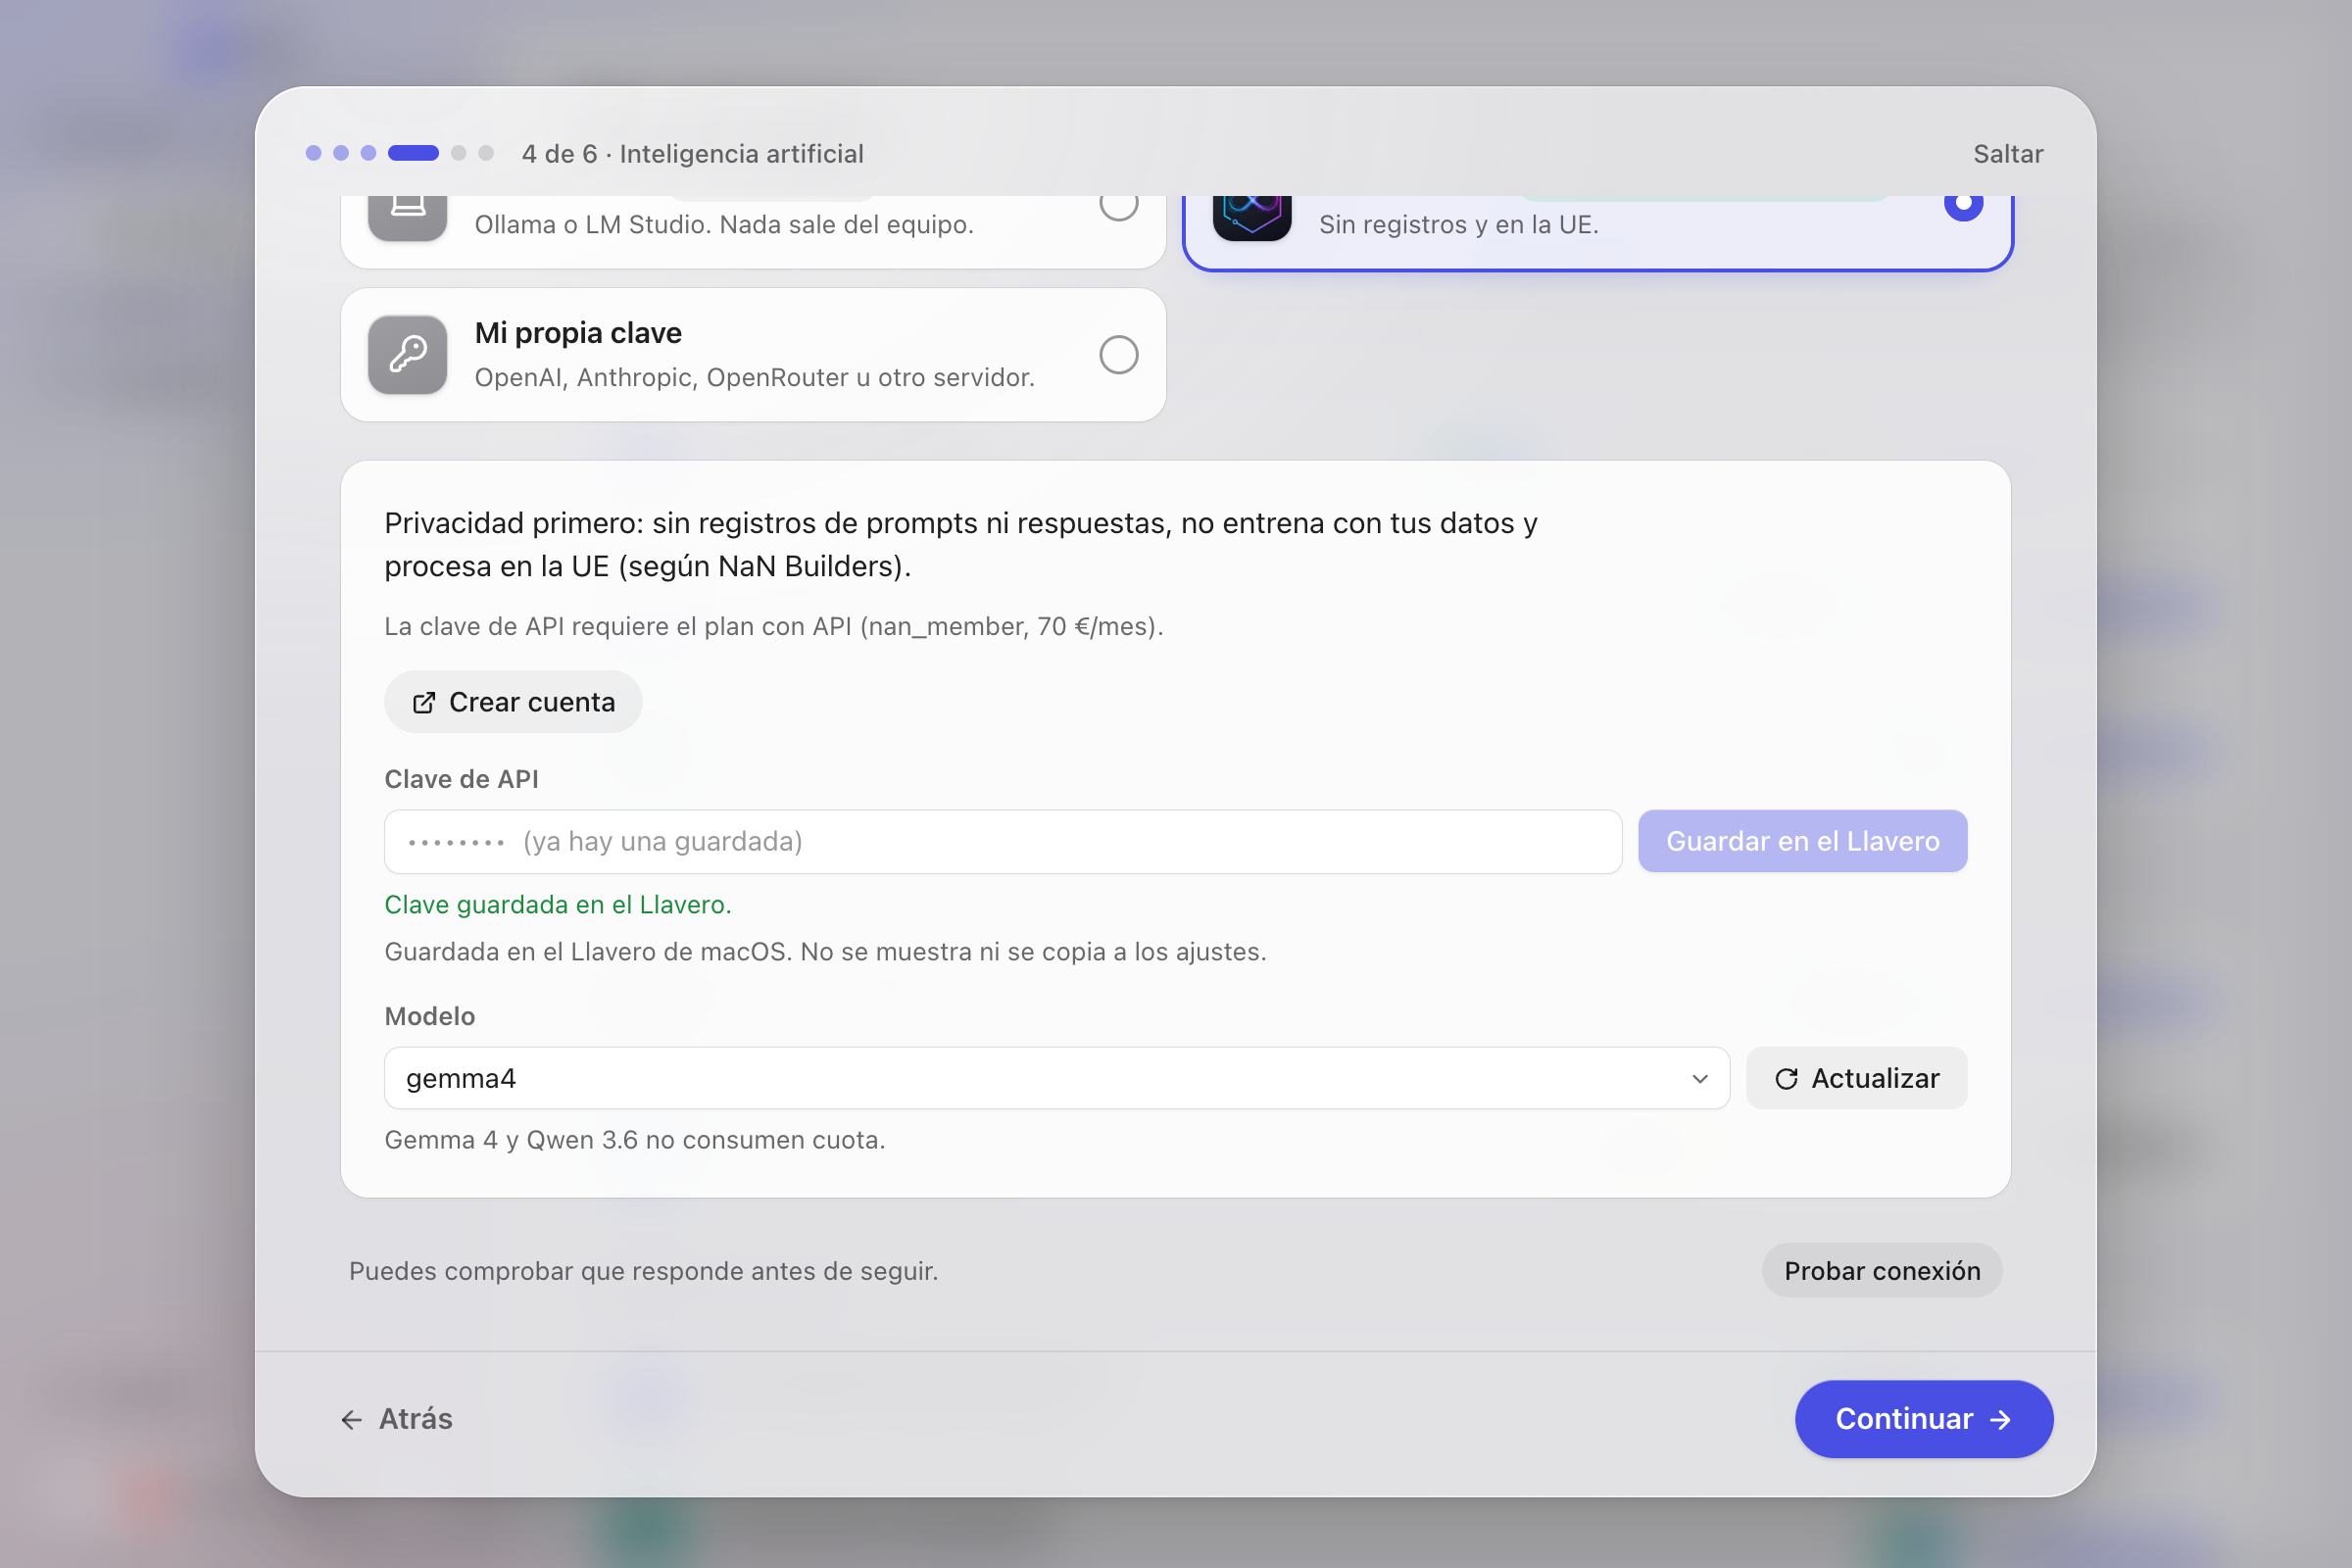 4 de 6 · Inteligencia artificial
Saltar
Ollama o LM Studio. Nada sale del equipo.
Sin registros y en la UE.
Mi propia clave
OpenAI, Anthropic, OpenRouter u otro servidor.
Privacidad primero: sin registros de prompts ni respuestas, no entrena con tus datos y
procesa en la UE (según NaN Builders).
La clave de API requiere el plan con API (nan_member, 70 €/mes).
Crear cuenta
Clave de API
•••••••• (ya hay una guardada)
Guardar en el Llavero
Clave guardada en el Llavero.
Guardada en el Llavero de macOS. No se muestra ni se copia a los ajustes.
Modelo
gemma4
Actualizar
Gemma 4 y Qwen 3.6 no consumen cuota.
Puedes comprobar que responde antes de seguir.
Probar conexión
Atrás
Continuar